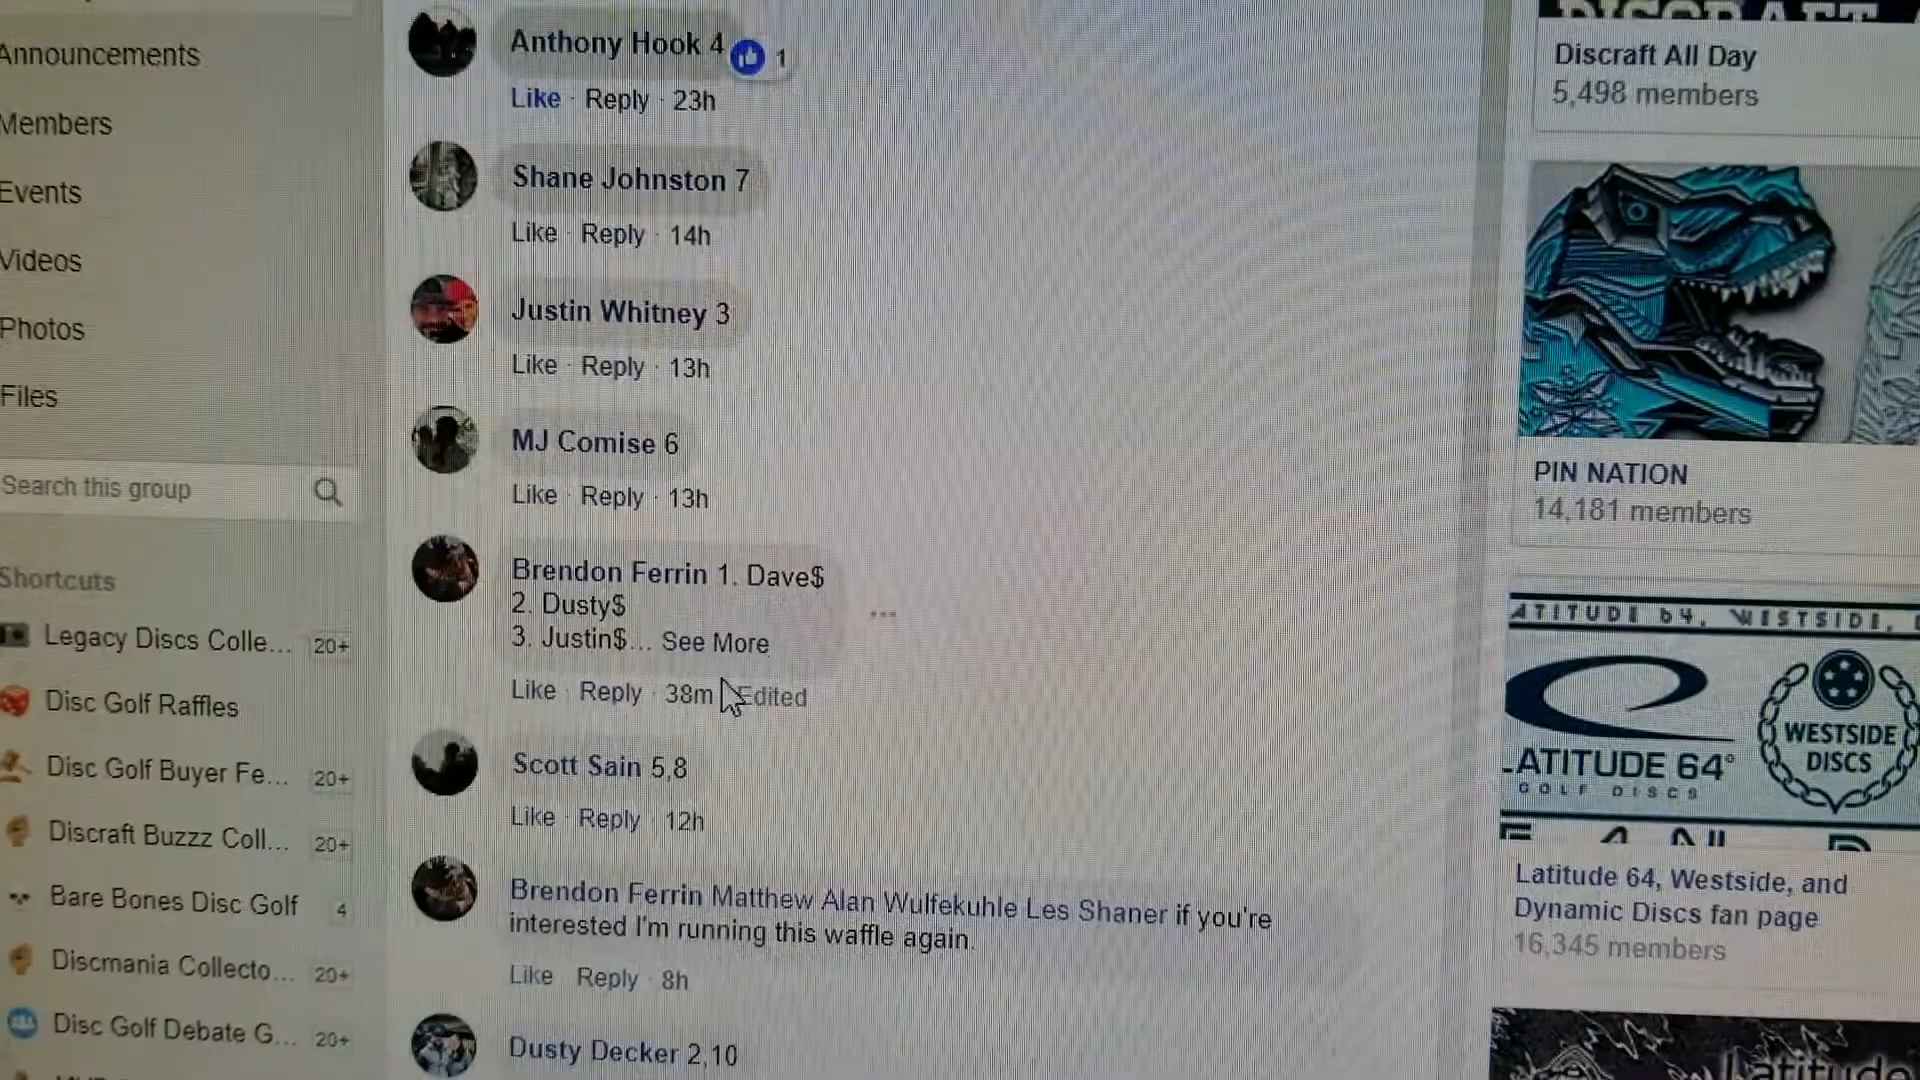 Announcements
Members
Events
Videos
Photos
Files
Search this group
Shortcuts
Legacy Discs Colle... 20+
Disc Golf Raffles
Disc Golf Buyer Fe... 20+
Discraft Buzzz Coll... 20+
Bare Bones Disc Golf 4
Discmania Collecto... 20+
Disc Golf Debate G... 20+
Anthony Hook 4 1
Like · Reply · 23h
Shane Johnston 7
Like · Reply · 14h
Justin Whitney 3
Like · Reply · 13h
MJ Comise 6
Like · Reply · 13h
Brendon Ferrin 1. Dave$
2. Dusty$
3. Justin$... See More
Like · Reply · 38m Edited
Scott Sain 5,8
Like · Reply · 12h
Brendon Ferrin Matthew Alan Wulfekuhle Les Shaner if you're
interested I'm running this waffle again.
Like · Reply · 8h
Dusty Decker 2,10
DISCRAFT
Discraft All Day
5,498 members
PIN NATION
14,181 members
ATITUDE 64, WESTSIDE,
LATITUDE 64°
GOLF DISCS
WESTSIDE
DISCS
Latitude 64, Westside, and
Dynamic Discs fan page
16,345 members
Latitude